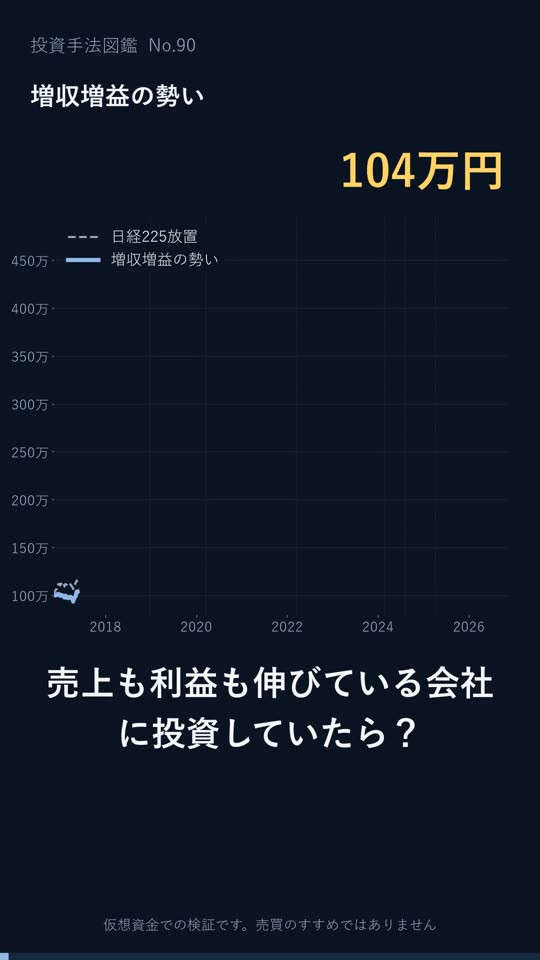 投資手法図鑑 No.90
増収増益の勢い
104万円
日経225放置
増収増益の勢い
450万
400万
350万
300万
250万
200万
150万
100万
2018 2020 2022 2024 2026
売上も利益も伸びている会社
に投資していたら？
仮想資金での検証です。売買のすすめではありません